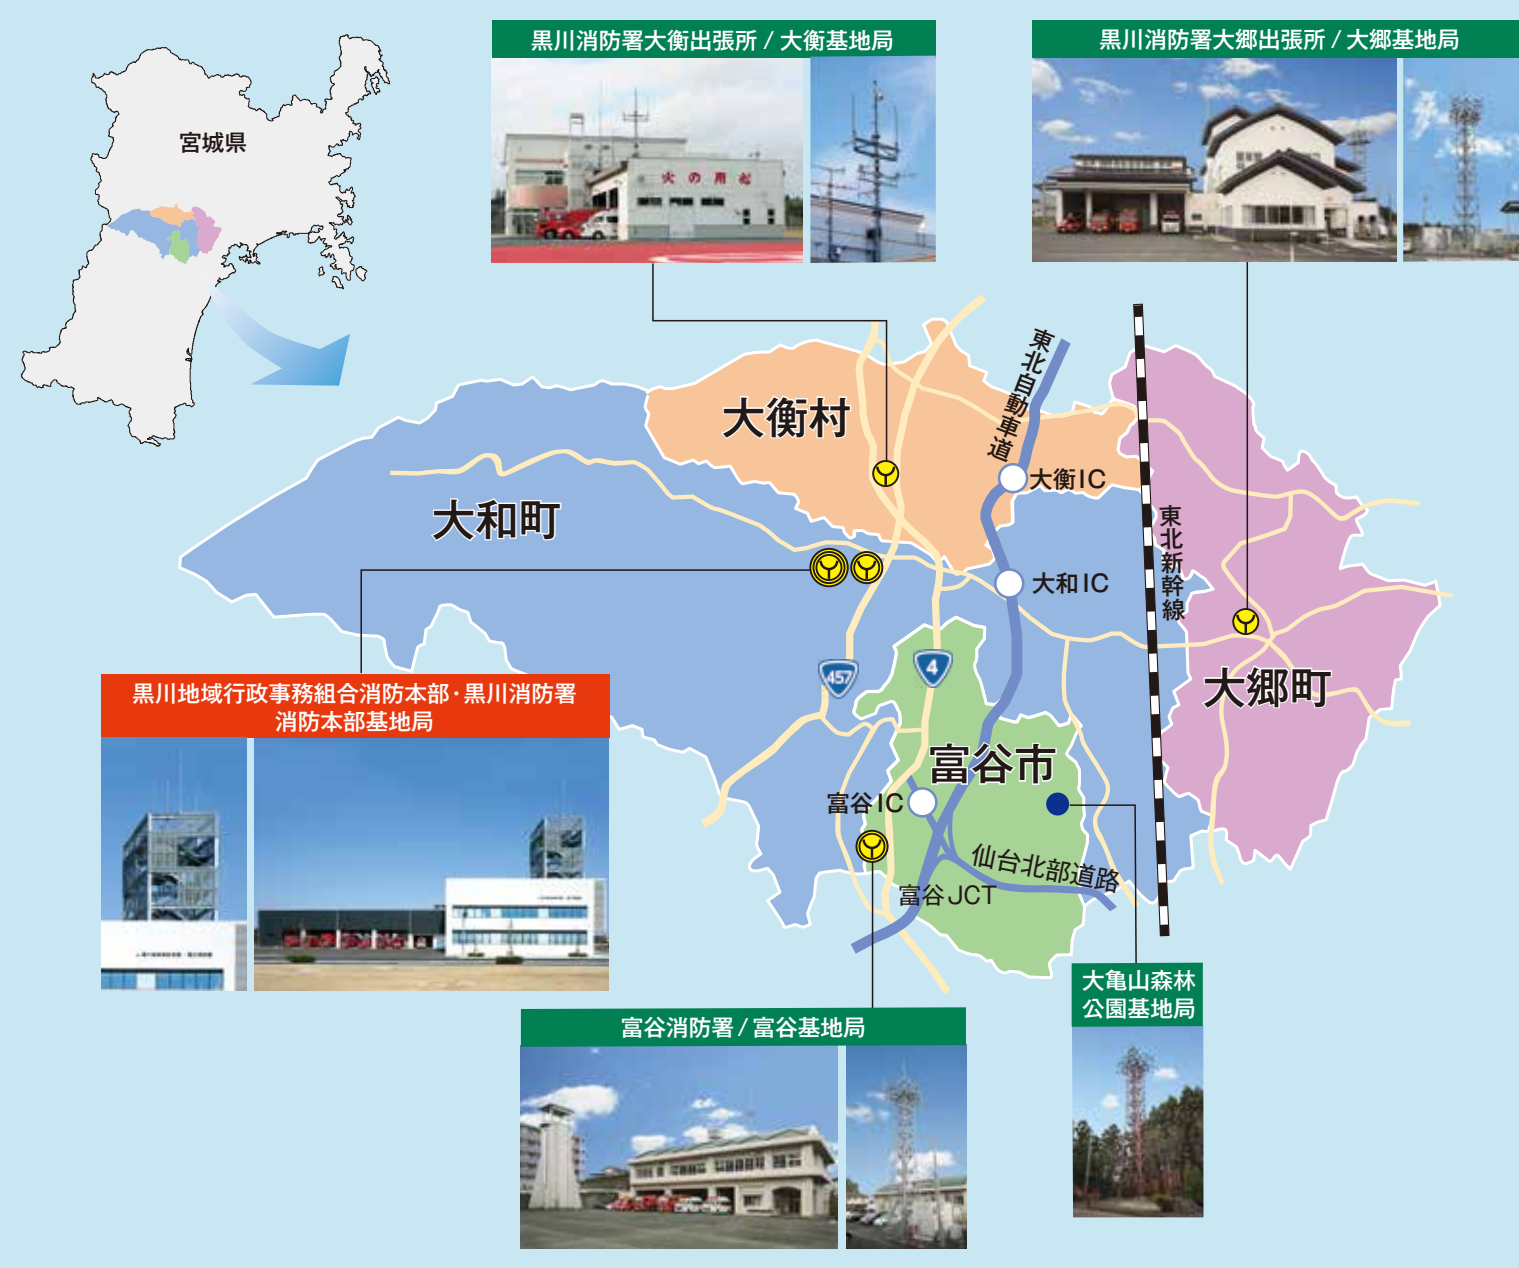 黒川消防署大衡出張所 / 大衡基地局
黒川消防署大郷出張所 / 大郷基地局
宮城県
火の用心
東北自動車道
大衡村
大衡IC
大和町
東北新幹線
大和IC
457
4
大郷町
黒川地域行政事務組合消防本部・黒川消防署
消防本部基地局
富谷市
富谷IC
仙台北部道路
富谷JCT
大亀山森林
公園基地局
富谷消防署 / 富谷基地局